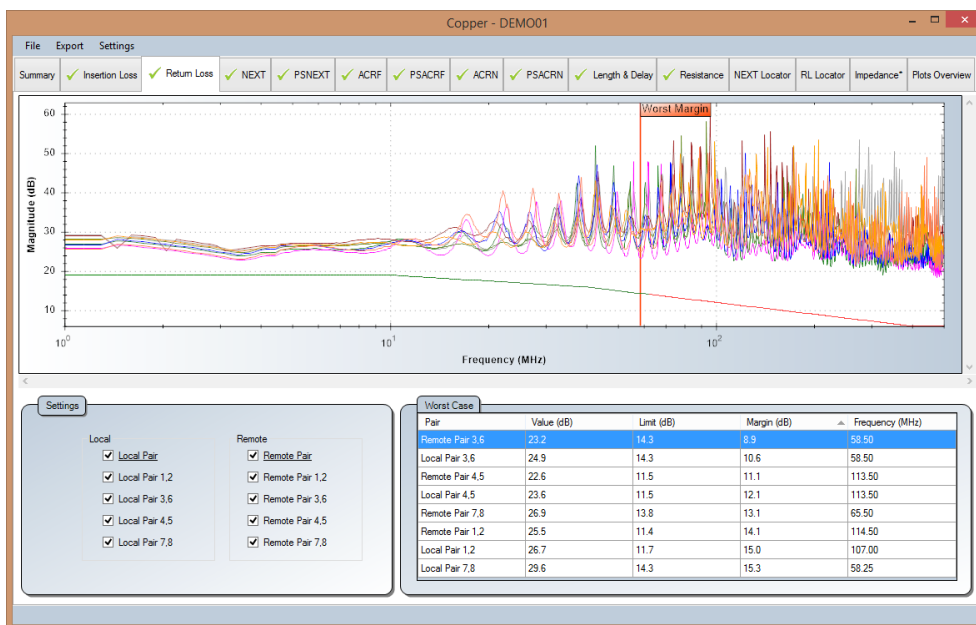 Copper - DEMO01
File Export Settings
Summary Insertion Loss Return Loss NEXT PSNEXT ACRF PSACRF ACRN PSACRN Length & Delay Resistance NEXT Locator RL Locator Impedance* Plots Overview
Worst Margin
60
50
40
30
20
10
Magnitude (dB)
10^0 10^1 10^2
Frequency (MHz)
Settings
Local Remote
Local Pair Remote Pair
Local Pair 1,2 Remote Pair 1,2
Local Pair 3,6 Remote Pair 3,6
Local Pair 4,5 Remote Pair 4,5
Local Pair 7,8 Remote Pair 7,8
Worst Case
Pair Value (dB) Limit (dB) Margin (dB) Frequency (MHz)
Remote Pair 3,6 23.2 14.3 8.9 58.50
Local Pair 3,6 24.9 14.3 10.6 58.50
Remote Pair 4,5 22.6 11.5 11.1 113.50
Local Pair 4,5 23.6 11.5 12.1 113.50
Remote Pair 7,8 26.9 13.8 13.1 65.50
Remote Pair 1,2 25.5 11.4 14.1 114.50
Local Pair 1,2 26.7 11.7 15.0 107.00
Local Pair 7,8 29.6 14.3 15.3 58.25